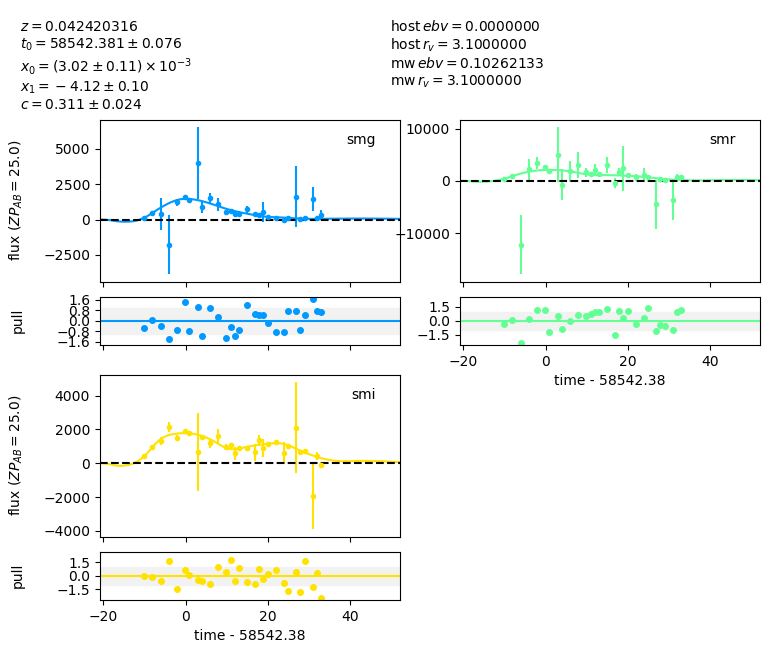 z = 0.042420316
t₀ = 58542.381 ± 0.076
x₀ = (3.02 ± 0.11) × 10⁻³
x₁ = −4.12 ± 0.10
c = 0.311 ± 0.024
host ebv = 0.0000000
host r_v = 3.1000000
mw ebv = 0.10262133
mw r_v = 3.1000000
smg
flux (ZP_AB = 25.0)
5000
2500
0
−2500
smr
10000
0
−10000
pull
1.6
0.8
0.0
−0.8
−1.6
1.5
0.0
−1.5
−20 0 20 40
time - 58542.38
smi
flux (ZP_AB = 25.0)
4000
2000
0
−2000
−4000
pull
1.5
0.0
−1.5
−20 0 20 40
time - 58542.38